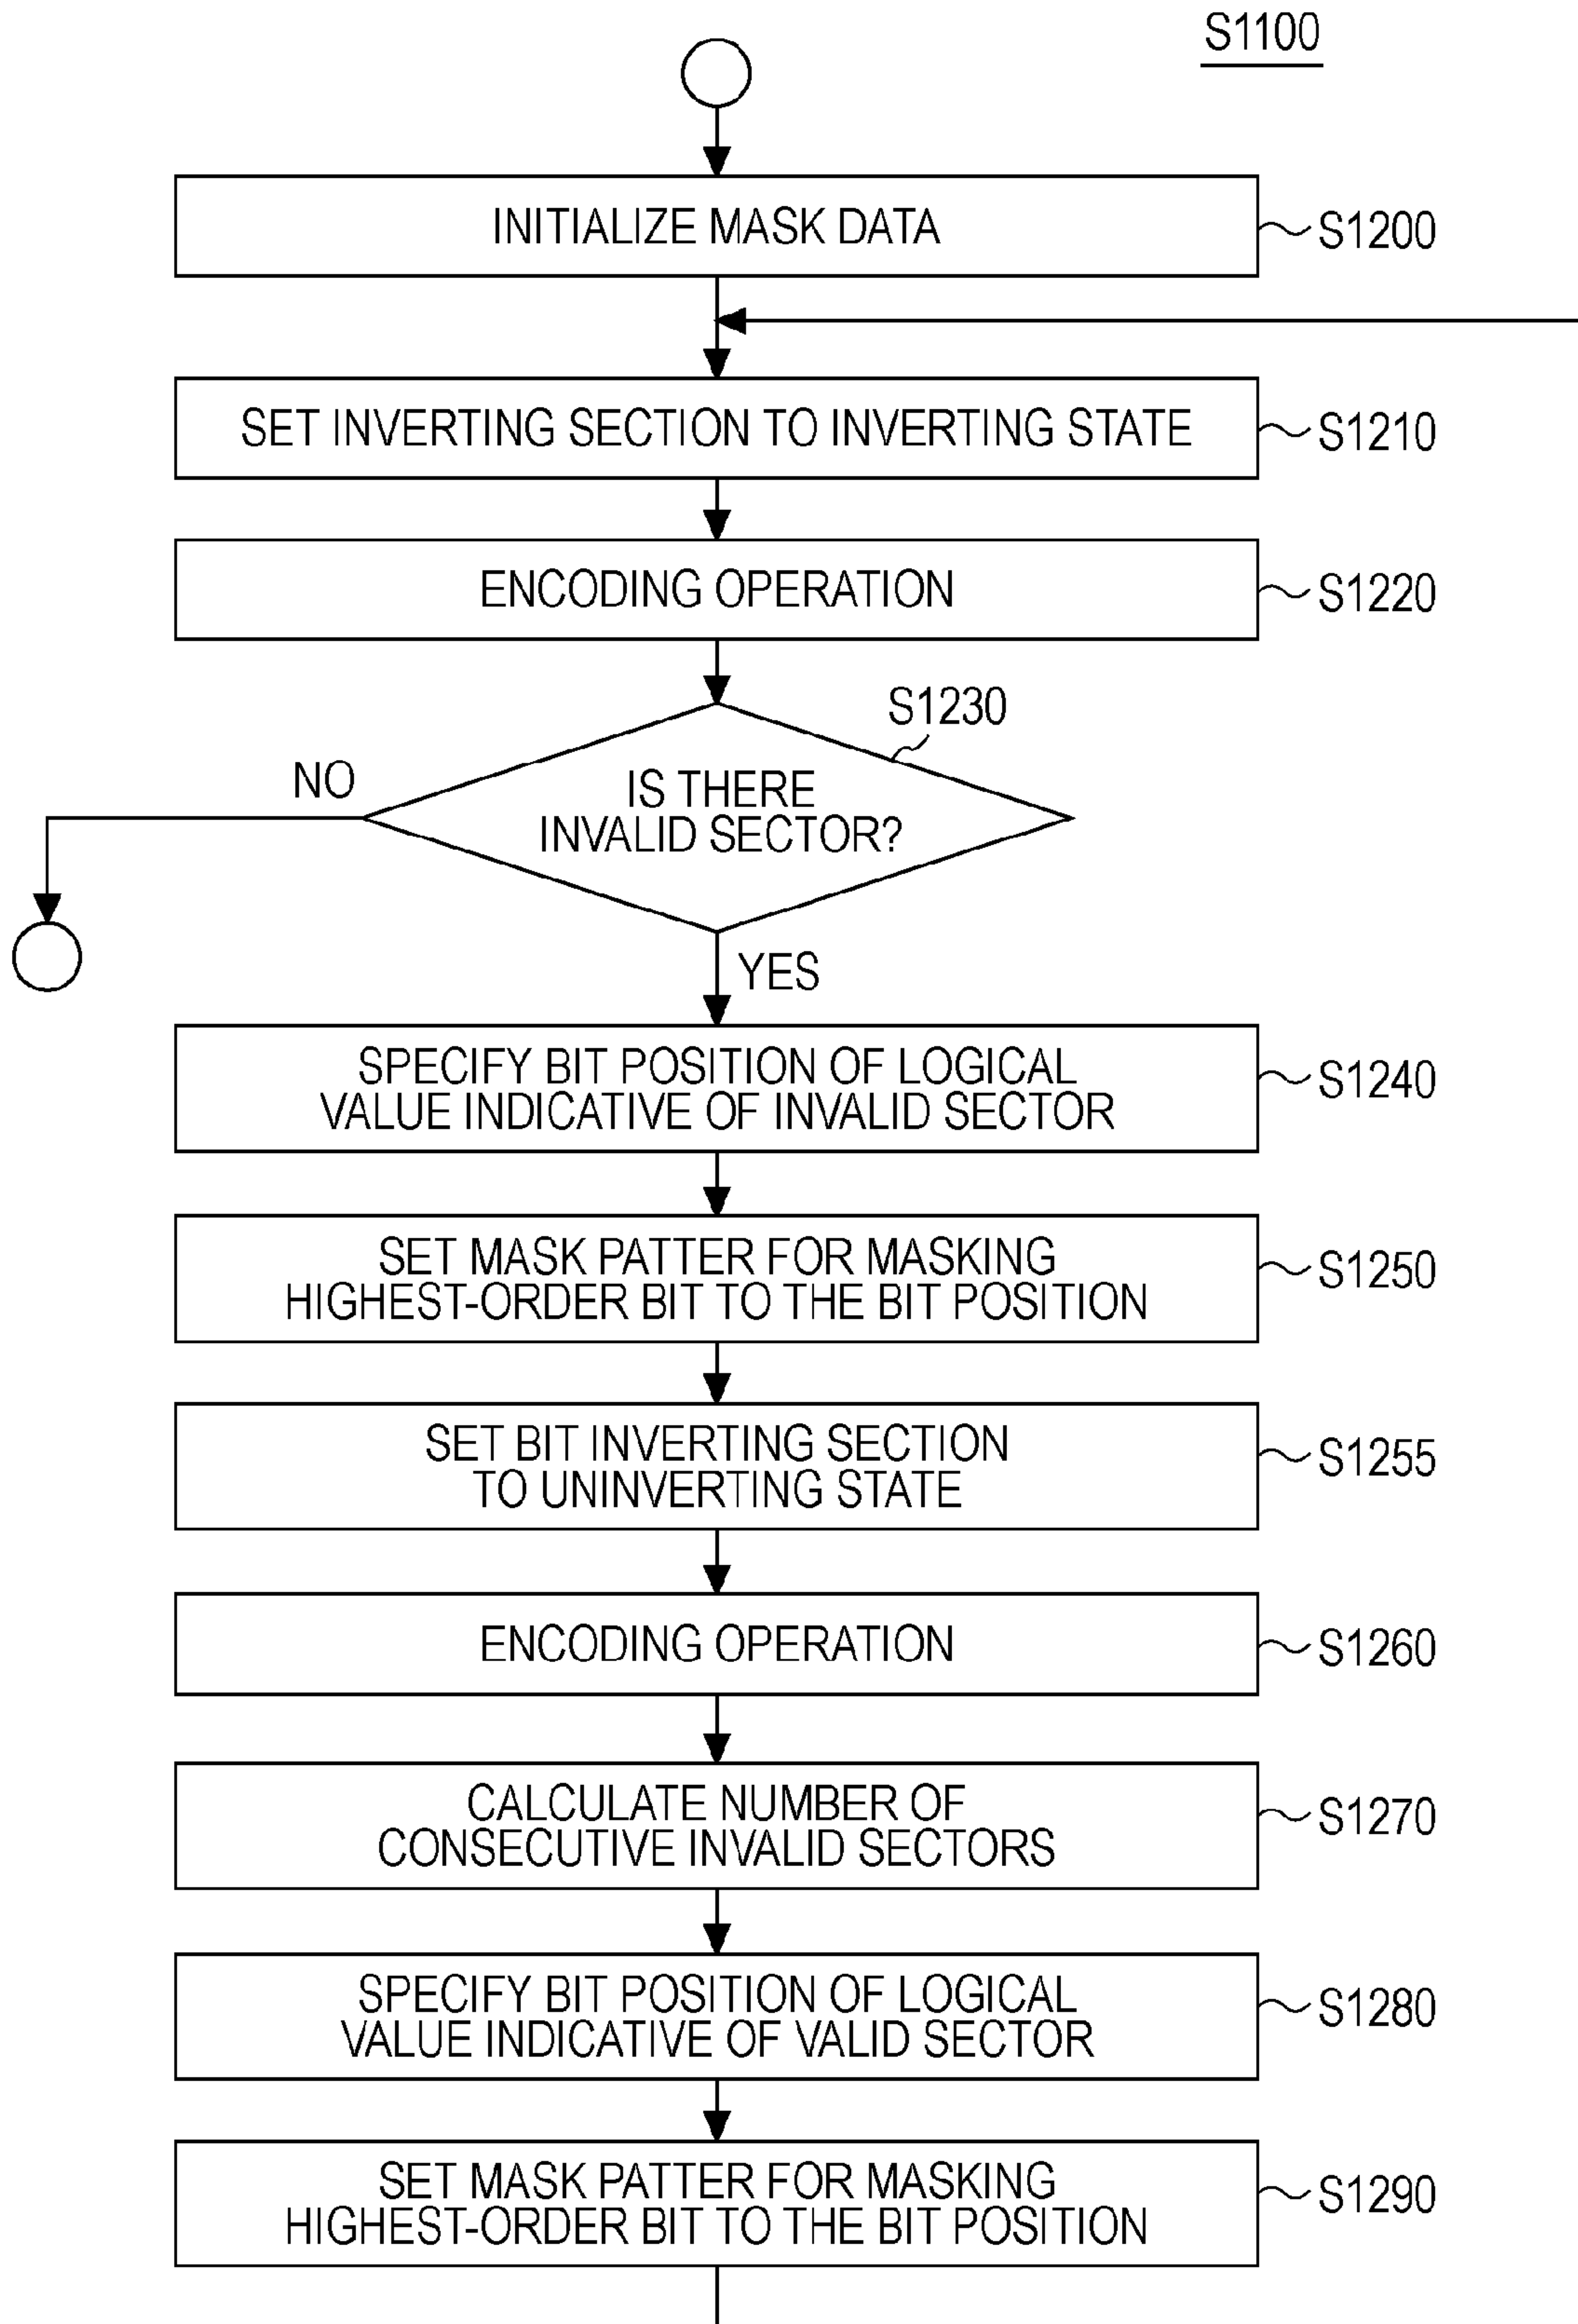 S1100
INITIALIZE MASK DATA
S1200
SET INVERTING SECTION TO INVERTING STATE
S1210
ENCODING OPERATION
S1220
S1230
NO
IS THERE
INVALID SECTOR?
YES
SPECIFY BIT POSITION OF LOGICAL
VALUE INDICATIVE OF INVALID SECTOR
S1240
SET MASK PATTER FOR MASKING
HIGHEST-ORDER BIT TO THE BIT POSITION
S1250
SET BIT INVERTING SECTION
TO UNINVERTING STATE
S1255
ENCODING OPERATION
S1260
CALCULATE NUMBER OF
CONSECUTIVE INVALID SECTORS
S1270
SPECIFY BIT POSITION OF LOGICAL
VALUE INDICATIVE OF VALID SECTOR
S1280
SET MASK PATTER FOR MASKING
HIGHEST-ORDER BIT TO THE BIT POSITION
S1290